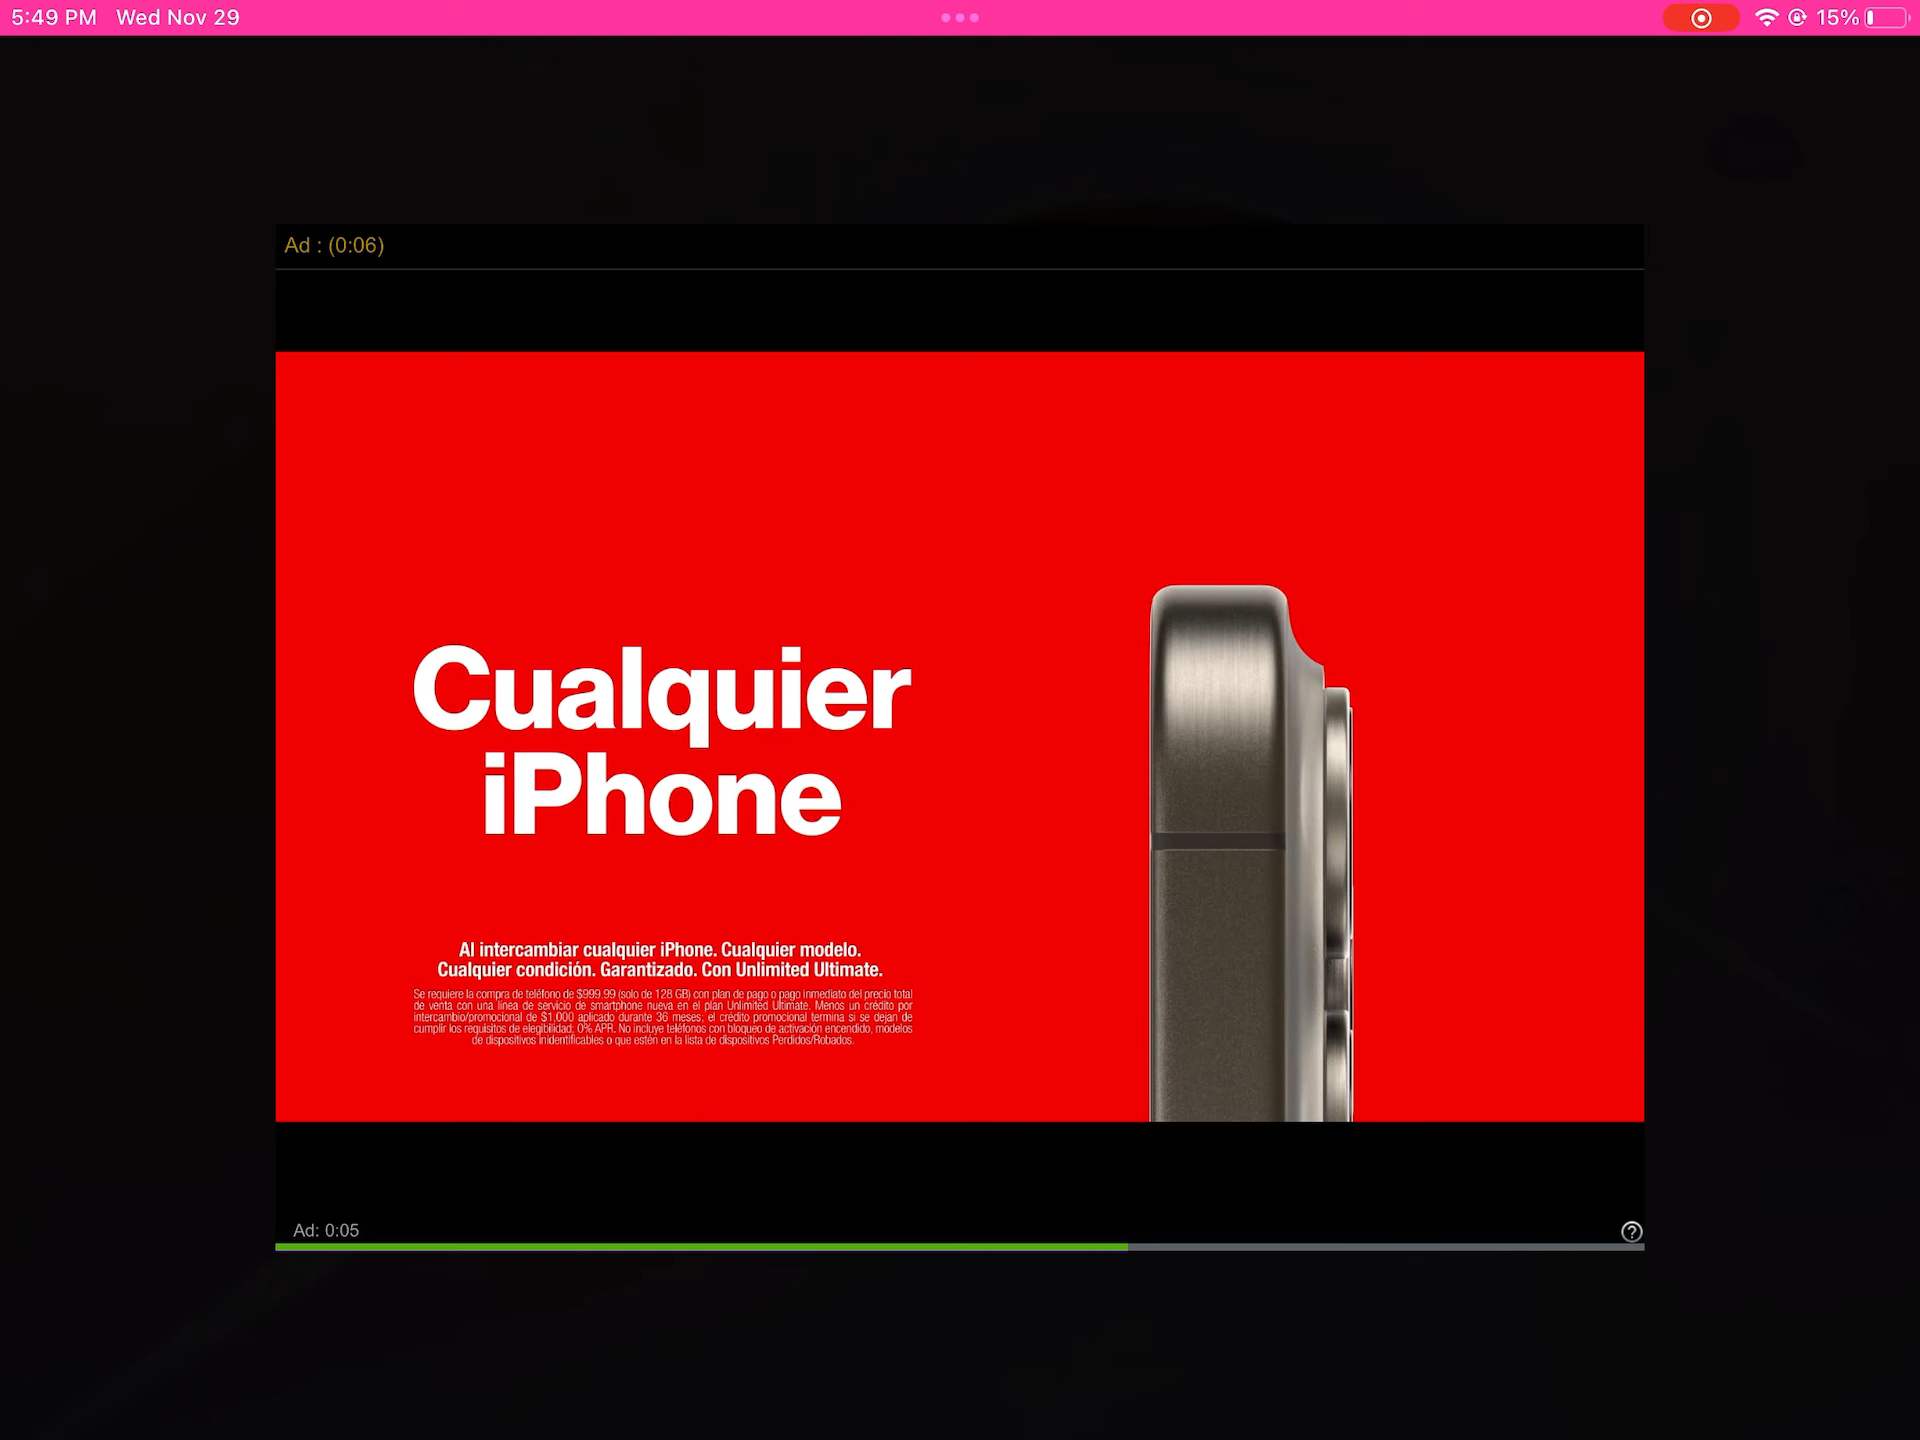 5:49 PM Wed Nov 29
15%
Ad : (0:06)
Cualquier
iPhone
Al intercambiar cualquier iPhone. Cualquier modelo.
Cualquier condición. Garantizado. Con Unlimited Ultimate.
Se requiere la compra de teléfono de $999.99 (solo de 128 GB) con plan de pago o pago inmediato del precio total
de venta con una línea de servicio de smartphone nueva en el plan Unlimited Ultimate. Menos un crédito por
intercambio/promocional de $1,000 aplicado durante 36 meses; el crédito promocional termina si se dejan de
cumplir los requisitos de elegibilidad; 0% APR. No incluye teléfonos con bloqueo de activación encendido, modelos
de dispositivos inidentificables o que estén en la lista de dispositivos Perdidos/Robados.
Ad: 0:05